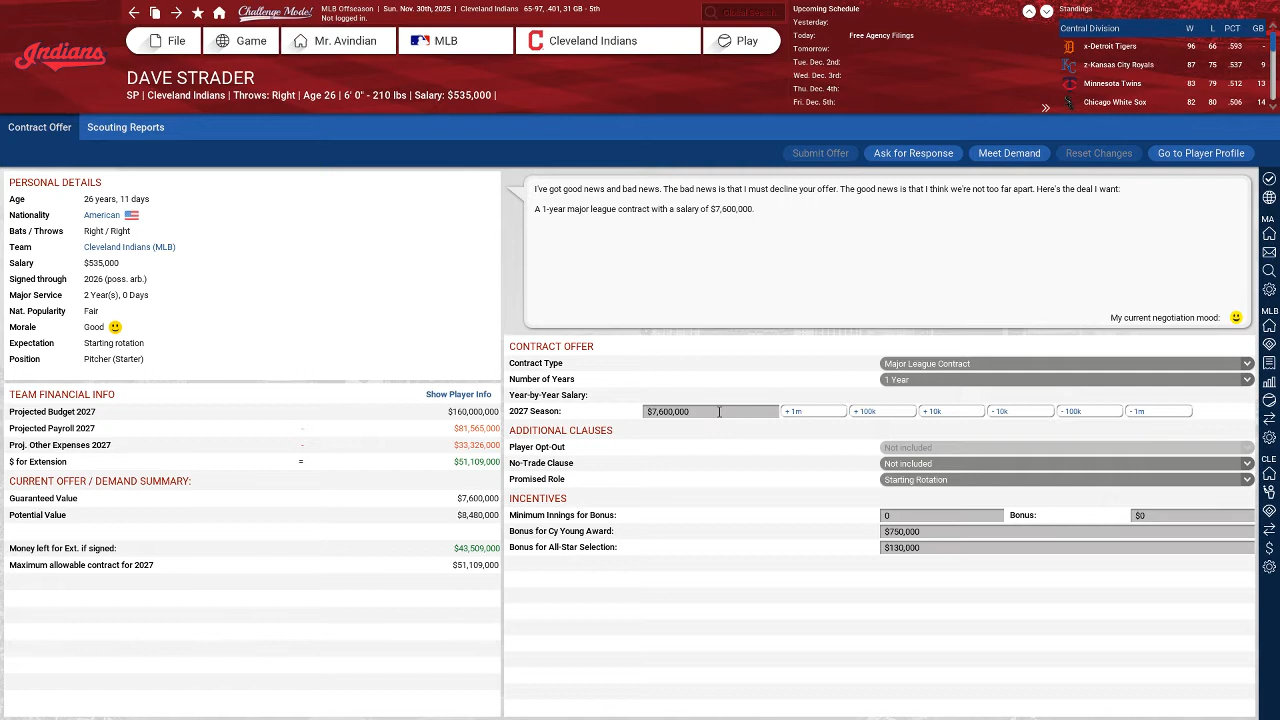 Challenge Mode!
MLB Offseason | Sun. Nov. 30th, 2025 | Cleveland Indians 65-97, .401, 31 GB - 5th
Not logged in.
Global Search
File
Game
Mr. Avindian
MLB
Cleveland Indians
Play
Indians
DAVE STRADER
SP | Cleveland Indians | Throws: Right | Age 26 | 6' 0" - 210 lbs | Salary: $535,000 |
Upcoming Schedule
Yesterday:
Today: Free Agency Filings
Tomorrow:
Tue. Dec. 2nd:
Wed. Dec. 3rd:
Thu. Dec. 4th:
Fri. Dec. 5th:
Standings
Central Division W L PCT GB
x-Detroit Tigers 96 66 .593 -
z-Kansas City Royals 87 75 .537 9
Minnesota Twins 83 79 .512 13
Chicago White Sox 82 80 .506 14
Contract Offer
Scouting Reports
Submit Offer
Ask for Response
Meet Demand
Reset Changes
Go to Player Profile
PERSONAL DETAILS
Age 26 years, 11 days
Nationality American
Bats / Throws Right / Right
Team Cleveland Indians (MLB)
Salary $535,000
Signed through 2026 (poss. arb.)
Major Service 2 Year(s), 0 Days
Nat. Popularity Fair
Morale Good
Expectation Starting rotation
Position Pitcher (Starter)
TEAM FINANCIAL INFO Show Player Info
Projected Budget 2027 $160,000,000
Projected Payroll 2027 - $81,565,000
Proj. Other Expenses 2027 - $33,326,000
$ for Extension = $51,109,000
CURRENT OFFER / DEMAND SUMMARY:
Guaranteed Value $7,600,000
Potential Value $8,480,000
Money left for Ext. if signed: $43,509,000
Maximum allowable contract for 2027 $51,109,000
I've got good news and bad news. The bad news is that I must decline your offer. The good news is that I think we're not too far apart. Here's the deal I want:
A 1-year major league contract with a salary of $7,600,000.
My current negotiation mood:
CONTRACT OFFER
Contract Type Major League Contract
Number of Years 1 Year
Year-by-Year Salary:
2027 Season: $7,600,000 + 1m + 100k + 10k - 10k - 100k - 1m
ADDITIONAL CLAUSES
Player Opt-Out Not included
No-Trade Clause Not included
Promised Role Starting Rotation
INCENTIVES
Minimum Innings for Bonus: 0 Bonus: $0
Bonus for Cy Young Award: $750,000
Bonus for All-Star Selection: $130,000
MA
MLB
CLE